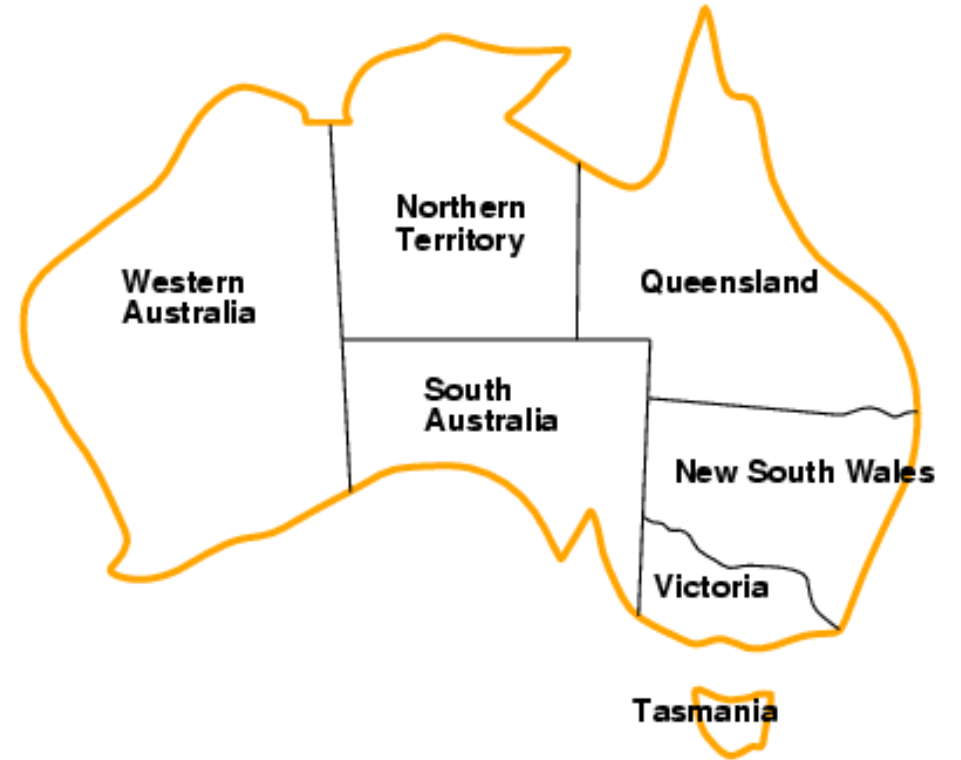 Northern
Territory
Western
Australia
Queensland
South
Australia
New South Wales
Victoria
Tasmania